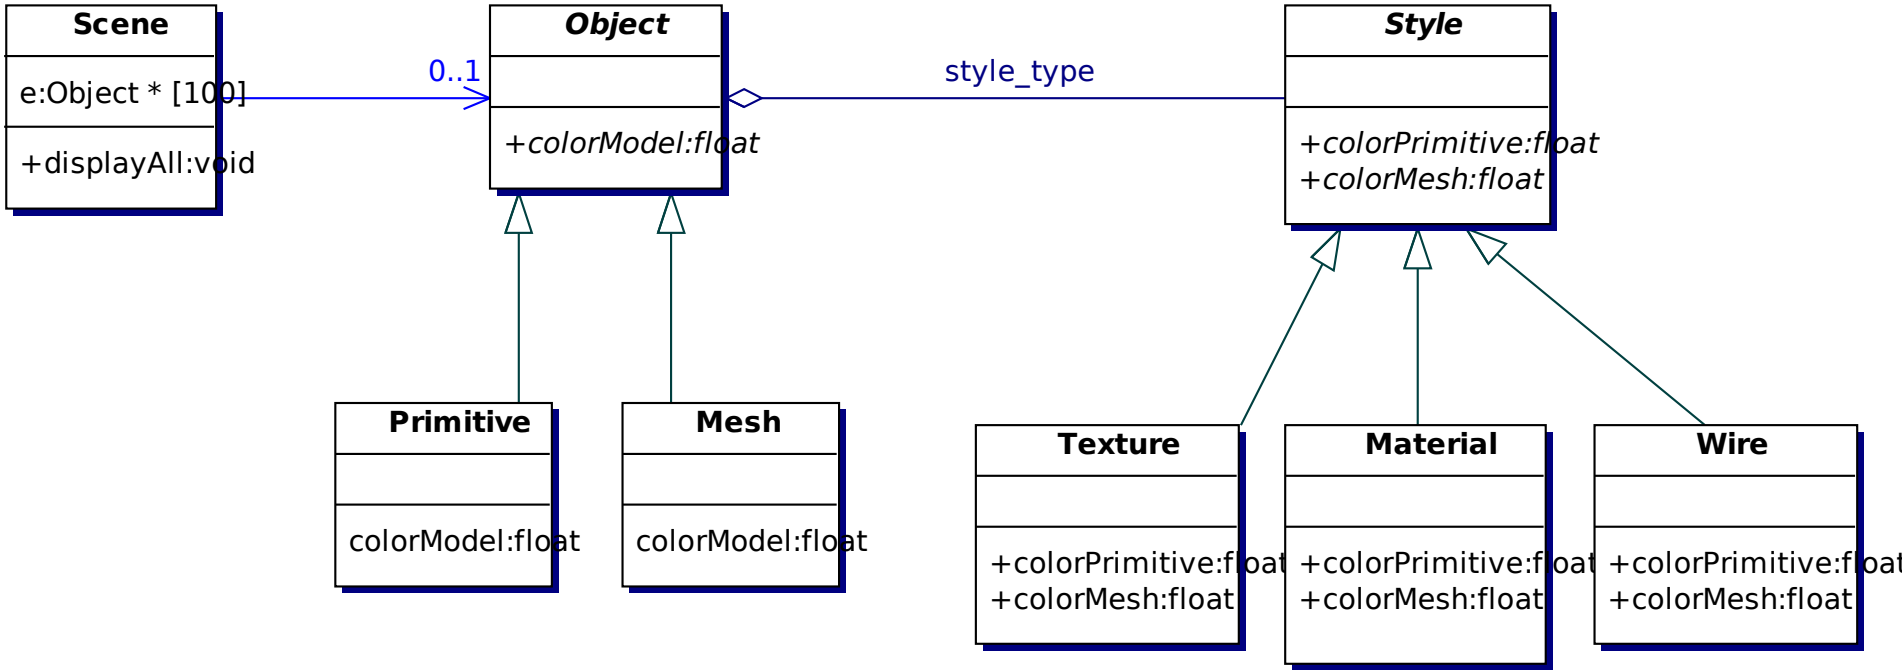 Scene
e:Object * [100]
+displayAll:void
0..1
Object
+colorModel:float
style_type
Style
+colorPrimitive:float
+colorMesh:float
Primitive
colorModel:float
Mesh
colorModel:float
Texture
+colorPrimitive:float
+colorMesh:float
Material
+colorPrimitive:float
+colorMesh:float
Wire
+colorPrimitive:float
+colorMesh:float